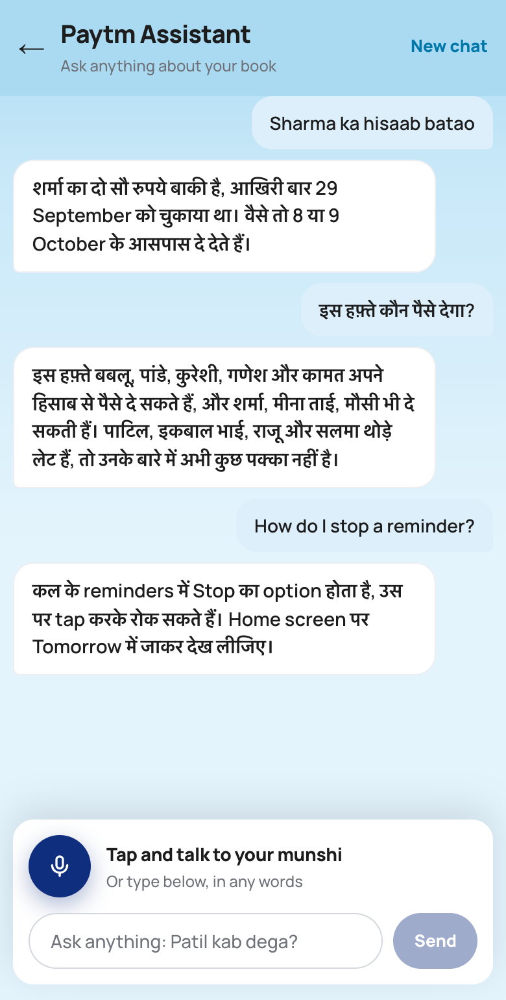 Paytm Assistant
Ask anything about your book
New chat
Sharma ka hisaab batao
शर्मा का दो सौ रुपये बाकी है, आखिरी बार 29
September को चुकाया था। वैसे तो 8 या 9
October के आसपास दे देते हैं।
इस हफ़्ते कौन पैसे देगा?
इस हफ़्ते बबलू, पांडे, कुरेशी, गणेश और कामत अपने
हिसाब से पैसे दे सकते हैं, और शर्मा, मीना ताई, मौसी भी दे
सकती हैं। पाटिल, इकबाल भाई, राजू और सलमा थोड़े
लेट हैं, तो उनके बारे में अभी कुछ पक्का नहीं है।
How do I stop a reminder?
कल के reminders में Stop का option होता है, उस
पर tap करके रोक सकते हैं। Home screen पर
Tomorrow में जाकर देख लीजिए।
Tap and talk to your munshi
Or type below, in any words
Ask anything: Patil kab dega?
Send